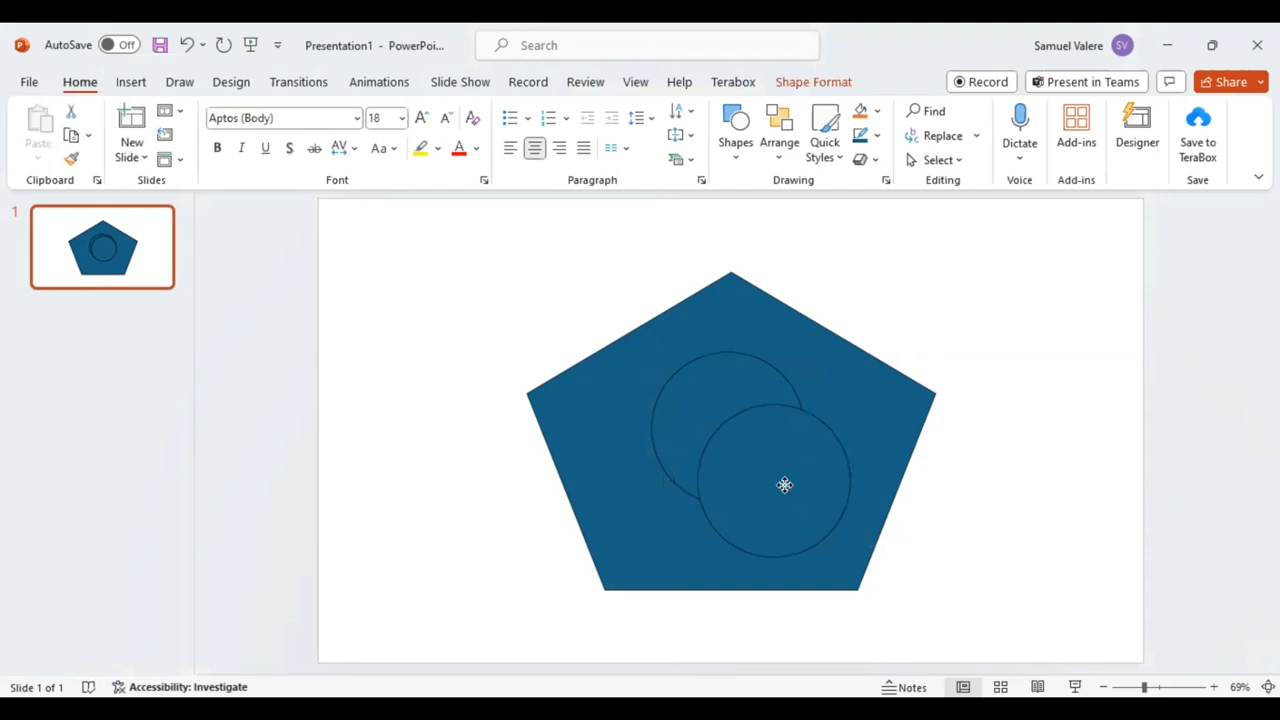 AutoSave Off Presentation1 - PowerPoi... Search Samuel Valere SV
File Home Insert Draw Design Transitions Animations Slide Show Record Review View Help Terabox Shape Format Record Present in Teams Share
Aptos (Body) 18
Paste
New
Slide
B I U S ab AV Aa A
Shapes Arrange Quick
Styles
Find
Replace
Select
Dictate
Add-ins
Designer
Save to
TeraBox
Clipboard Slides Font Paragraph Drawing Editing Voice Add-ins Save
1
Slide 1 of 1 Accessibility: Investigate Notes 69%